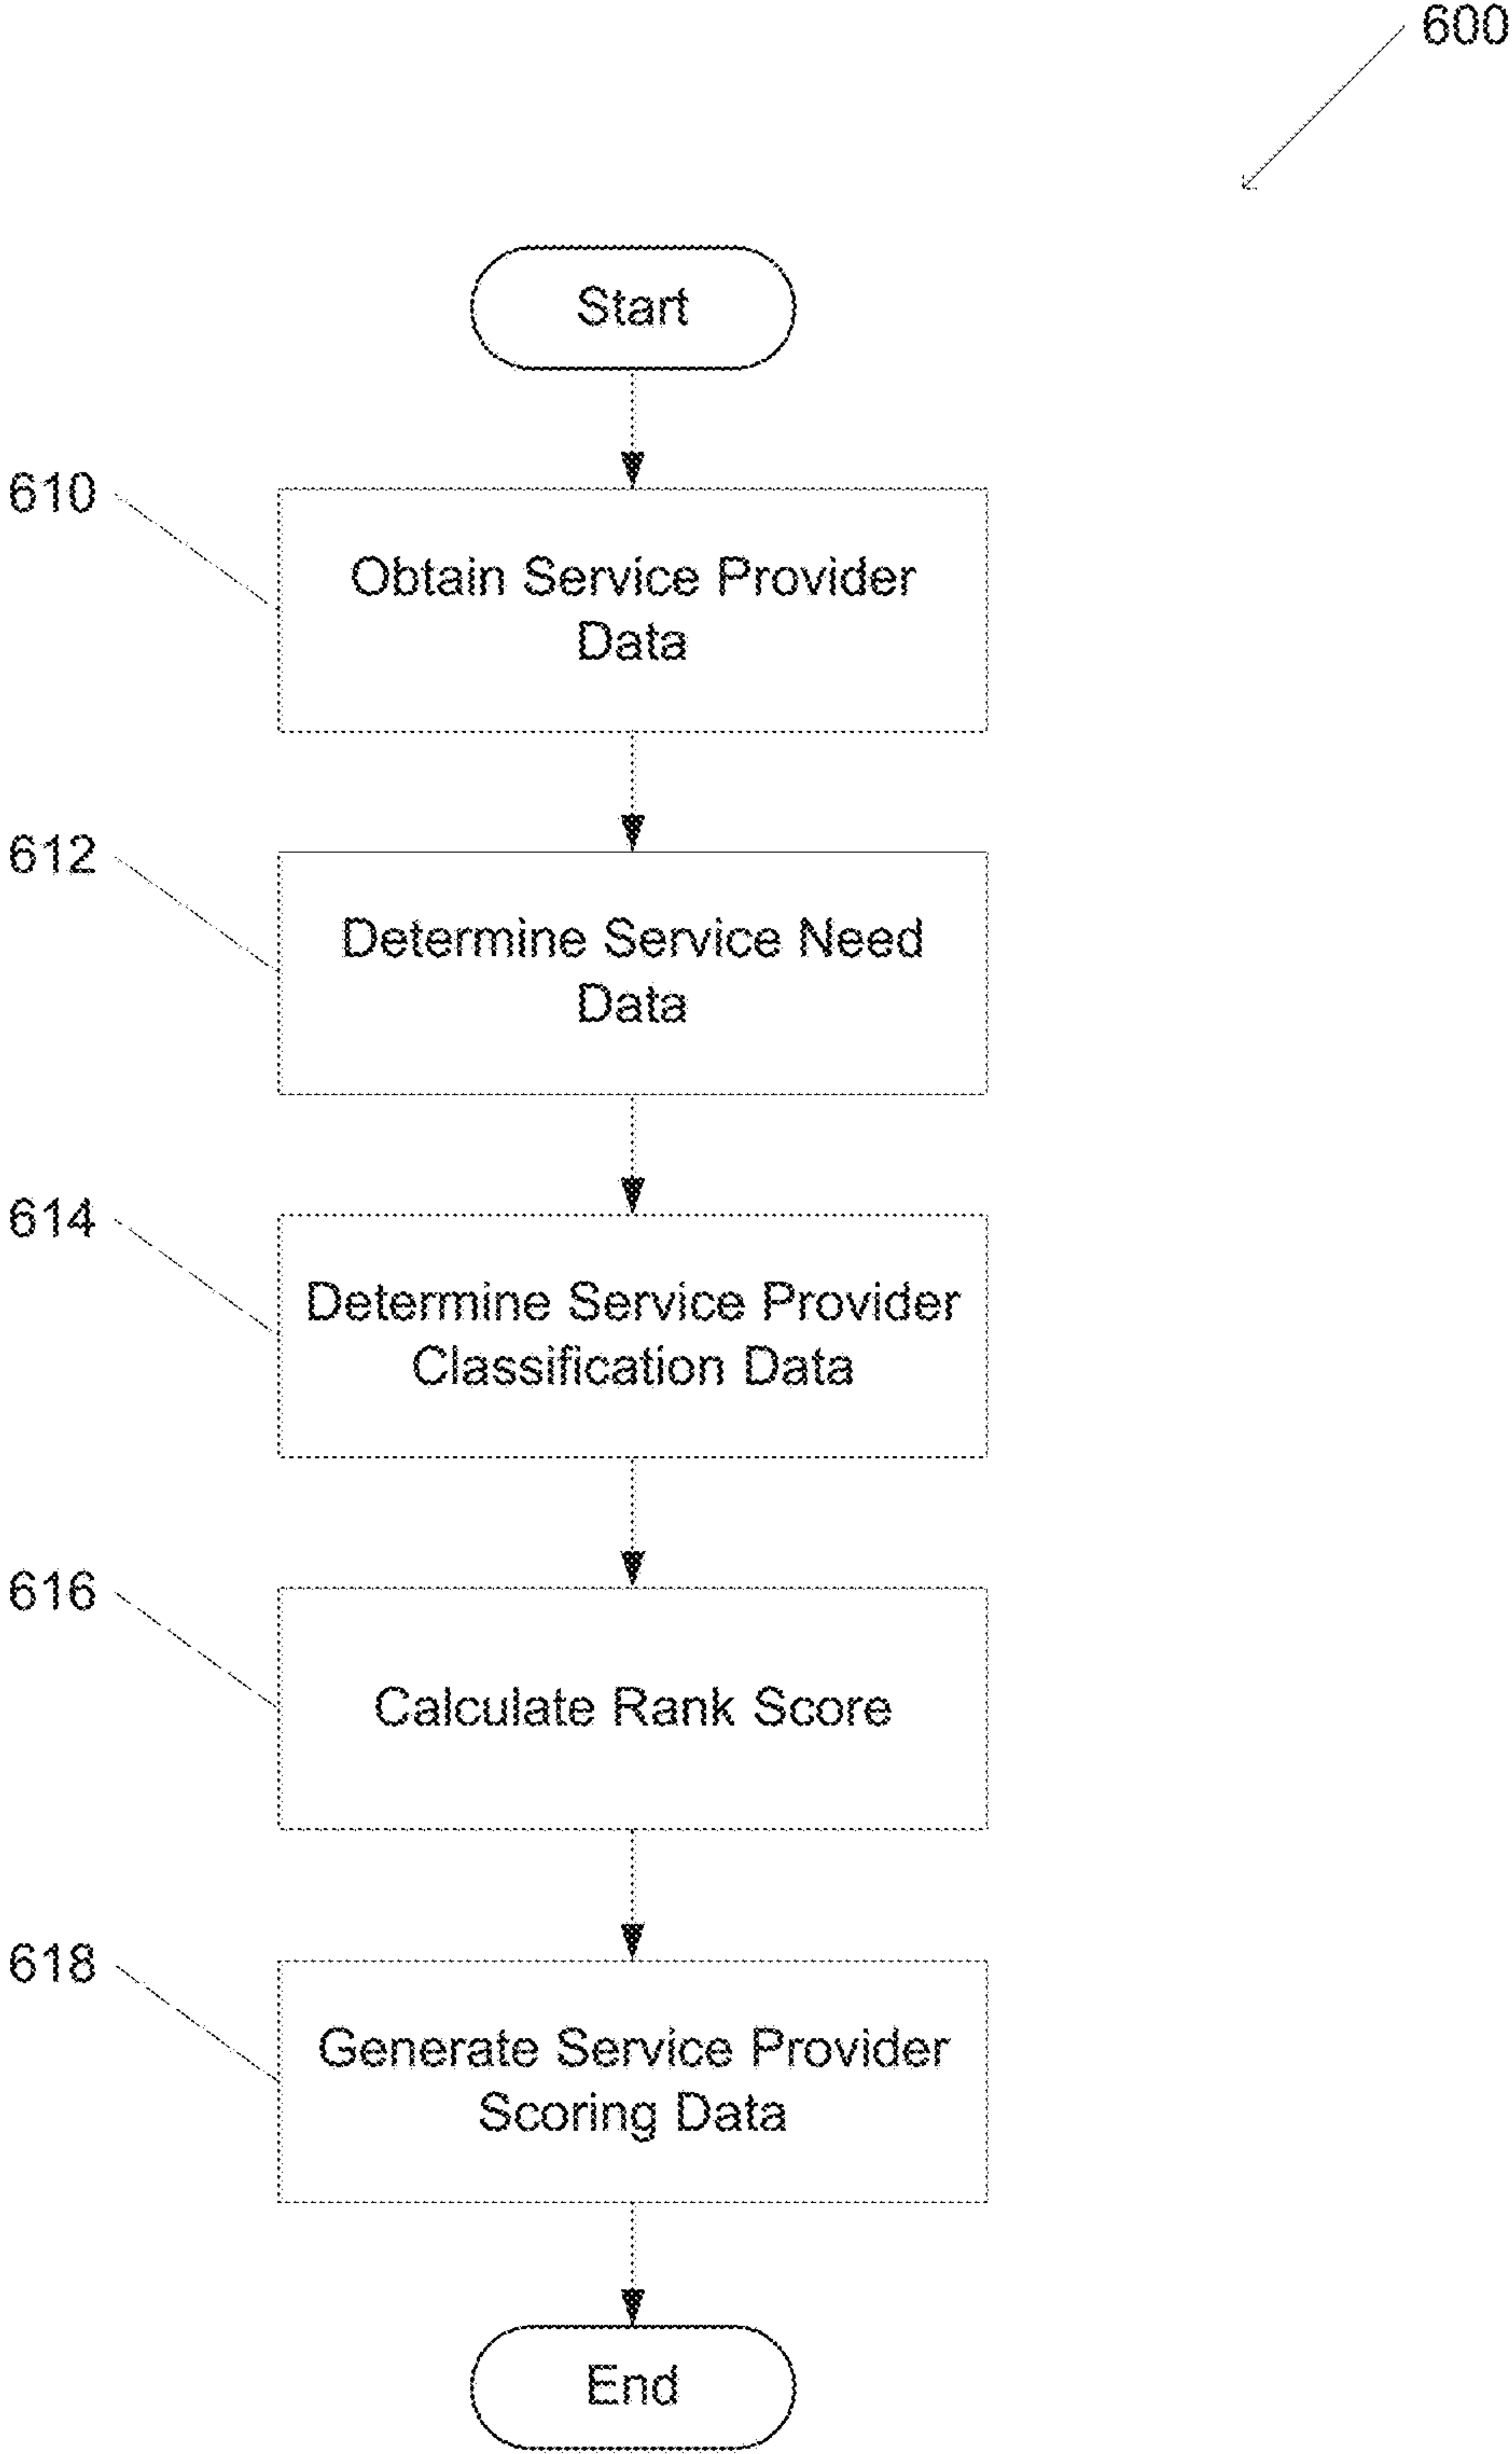 600
Start
610
Obtain Service Provider
Data
612
Determine Service Need
Data
614
Determine Service Provider
Classification Data
616
Calculate Rank Score
618
Generate Service Provider
Scoring Data
End